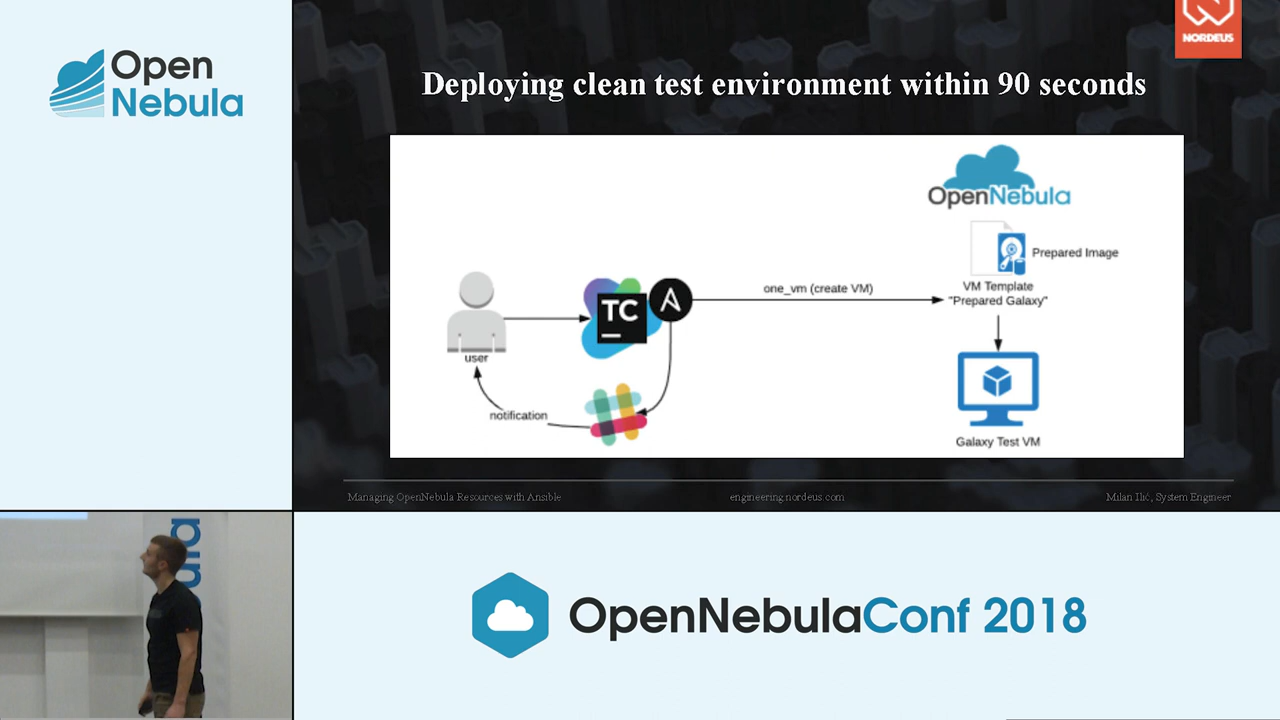 Open
Nebula
NORDEUS
Deploying clean test environment within 90 seconds
OpenNebula
Prepared Image
VM Template
"Prepared Galaxy"
one_vm (create VM)
TC
user
notification
Galaxy Test VM
Managing OpenNebula Resources with Ansible
engineering.nordeus.com
Milan Ilić, System Engineer
OpenNebulaConf 2018